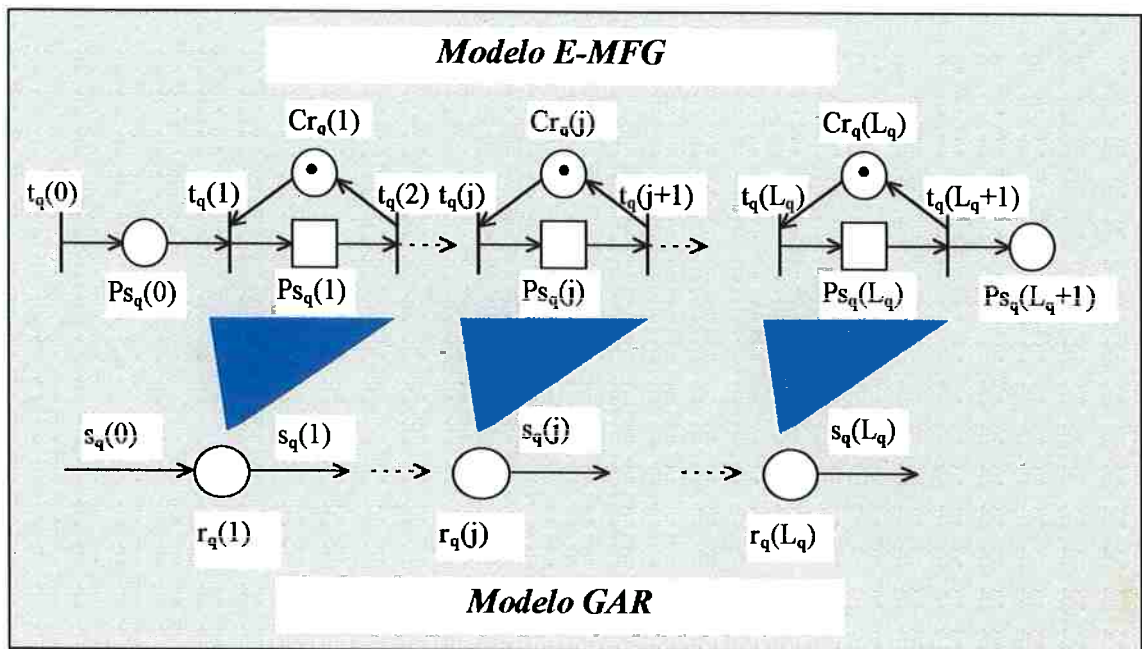 Modelo E-MFG
Cr_q(1) Cr_q(j) Cr_q(L_q)
t_q(0) t_q(1) t_q(2) t_q(j) t_q(j+1) t_q(L_q) t_q(L_q+1)
Ps_q(0) Ps_q(1) Ps_q(j) Ps_q(L_q) Ps_q(L_q+1)
s_q(0) s_q(1) s_q(j) s_q(L_q)
r_q(1) r_q(j) r_q(L_q)
Modelo GAR